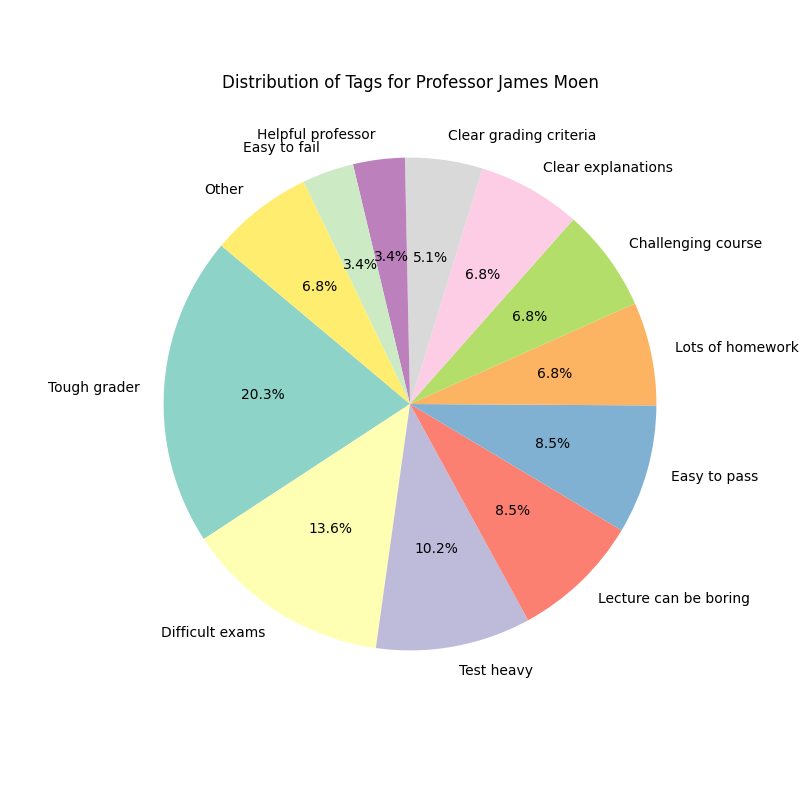 Distribution of Tags for Professor James Moen
Helpful professor
Clear grading criteria
Easy to fail
Clear explanations
Other
Challenging course
Lots of homework
Tough grader
Easy to pass
Lecture can be boring
Difficult exams
Test heavy
3.4%
5.1%
3.4%
6.8%
6.8%
6.8%
6.8%
20.3%
8.5%
8.5%
13.6%
10.2%